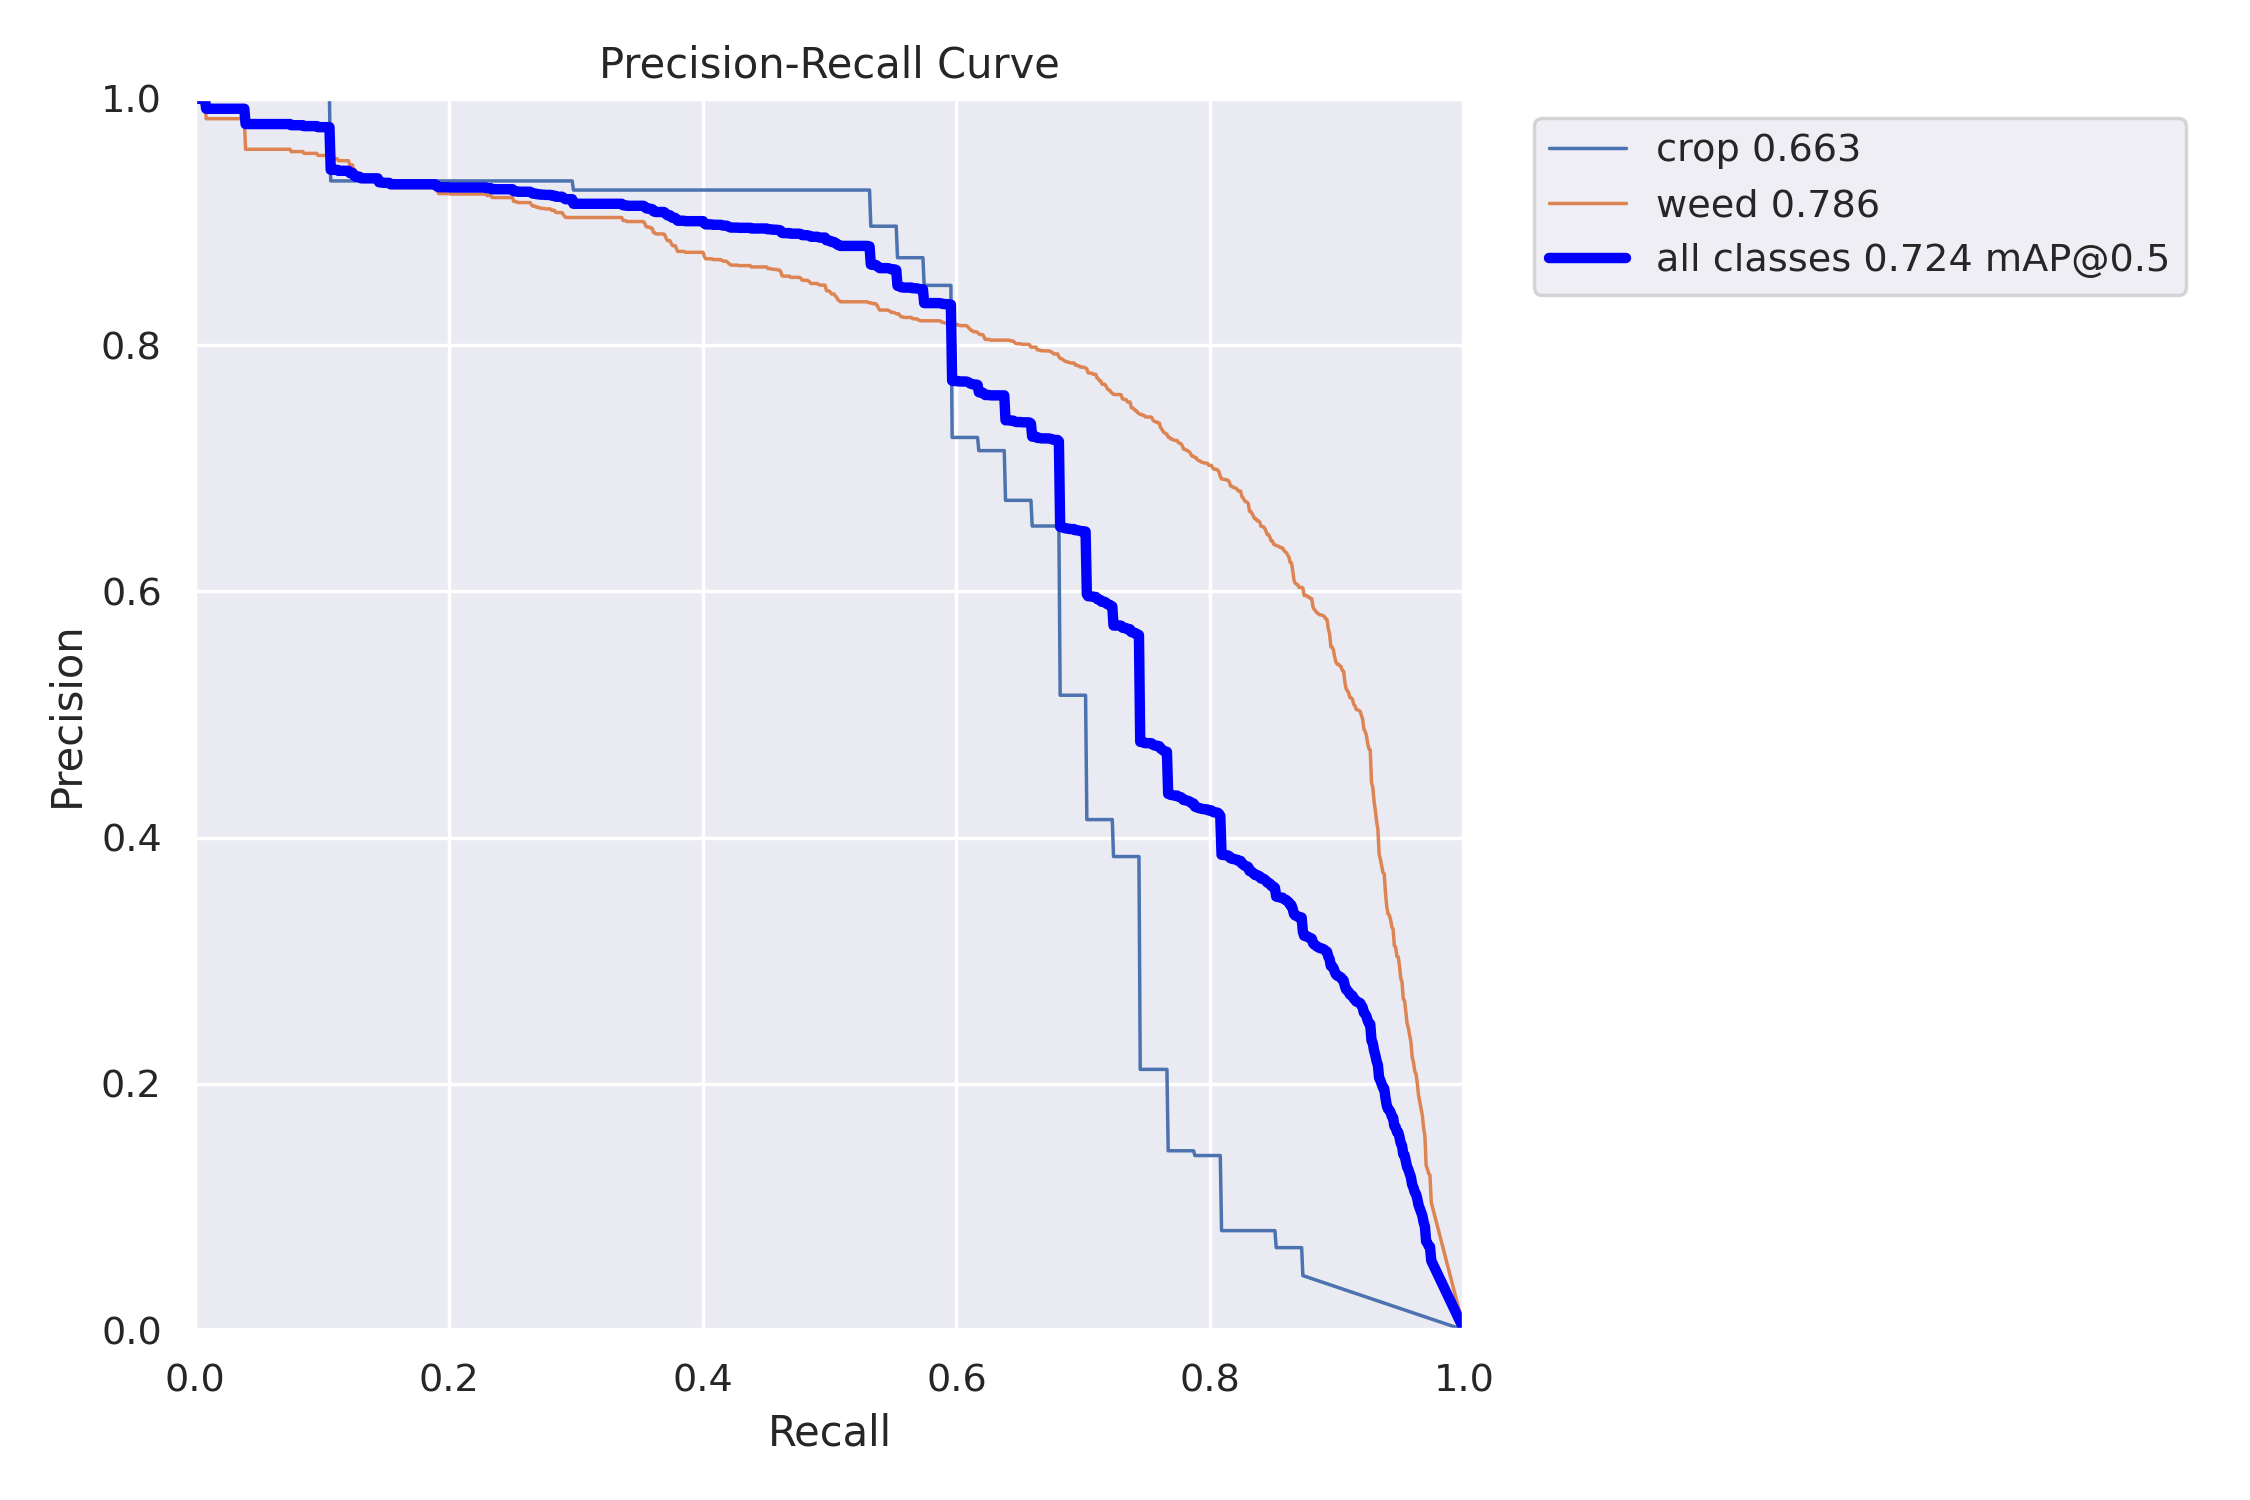 Precision-Recall Curve
crop 0.663
weed 0.786
all classes 0.724 mAP@0.5
1.0
0.8
0.6
0.4
0.2
0.0
Precision
0.0 0.2 0.4 0.6 0.8 1.0
Recall